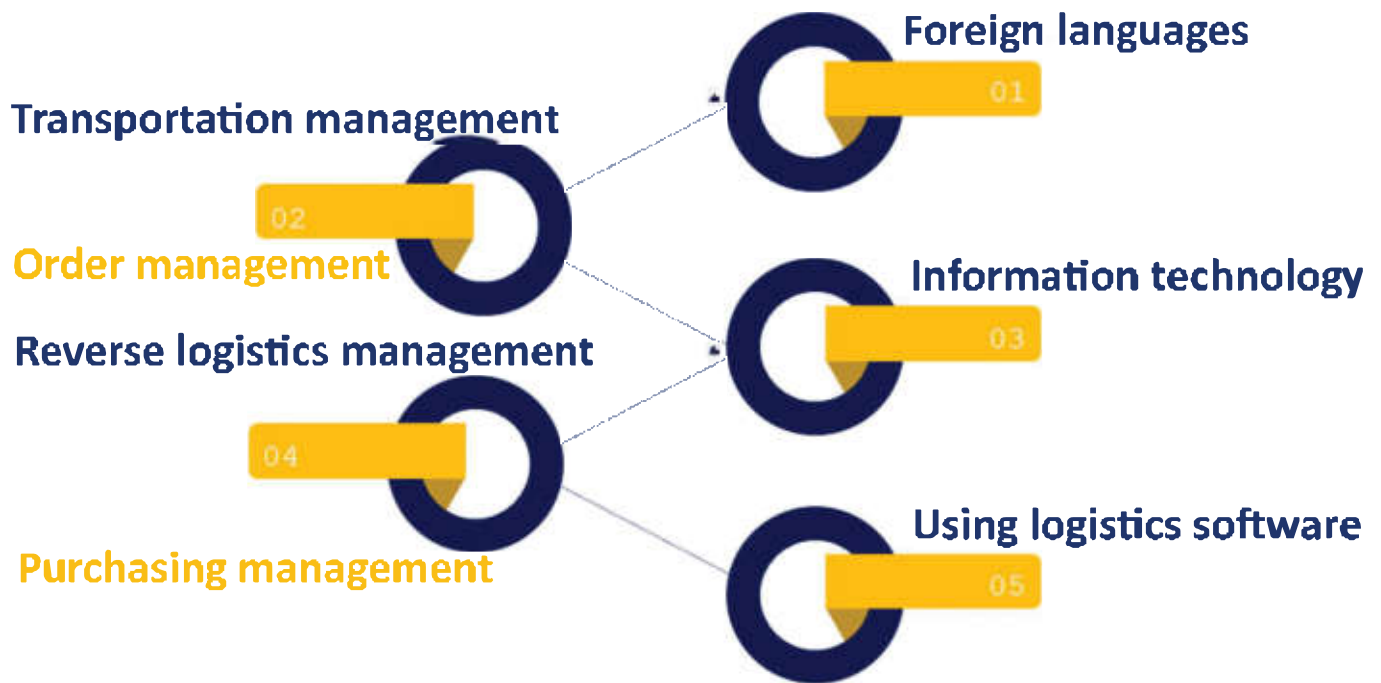 Foreign languages
01
Transportation management
02
Order management
Information technology
03
Reverse logistics management
04
Purchasing management
Using logistics software
05